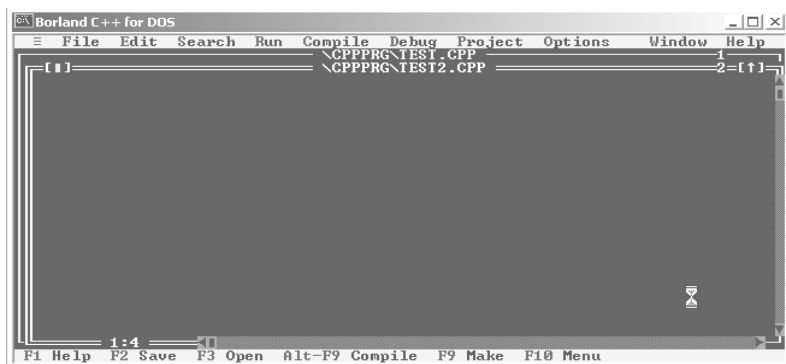 Borland C++ for DOS
≡ File Edit Search Run Compile Debug Project Options Window Help
\CPPPRG\TEST.CPP 1
[▮] \CPPPRG\TEST2.CPP 2=[↑]
1:4
F1 Help F2 Save F3 Open Alt-F9 Compile F9 Make F10 Menu